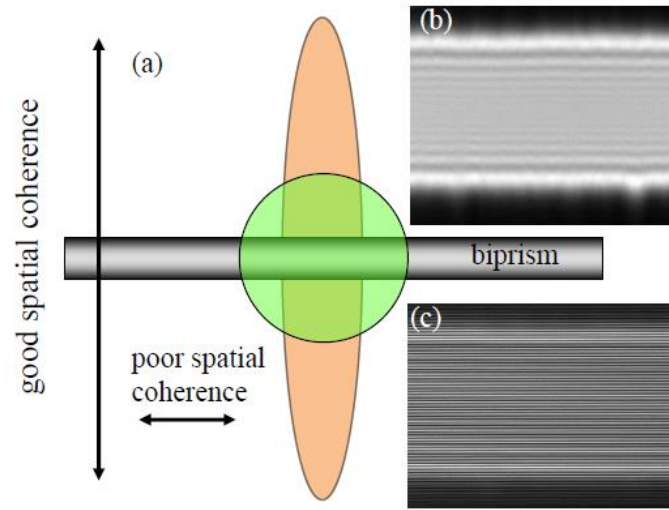 (a)
good spatial coherence
poor spatial
coherence
biprism
(b)
(c)